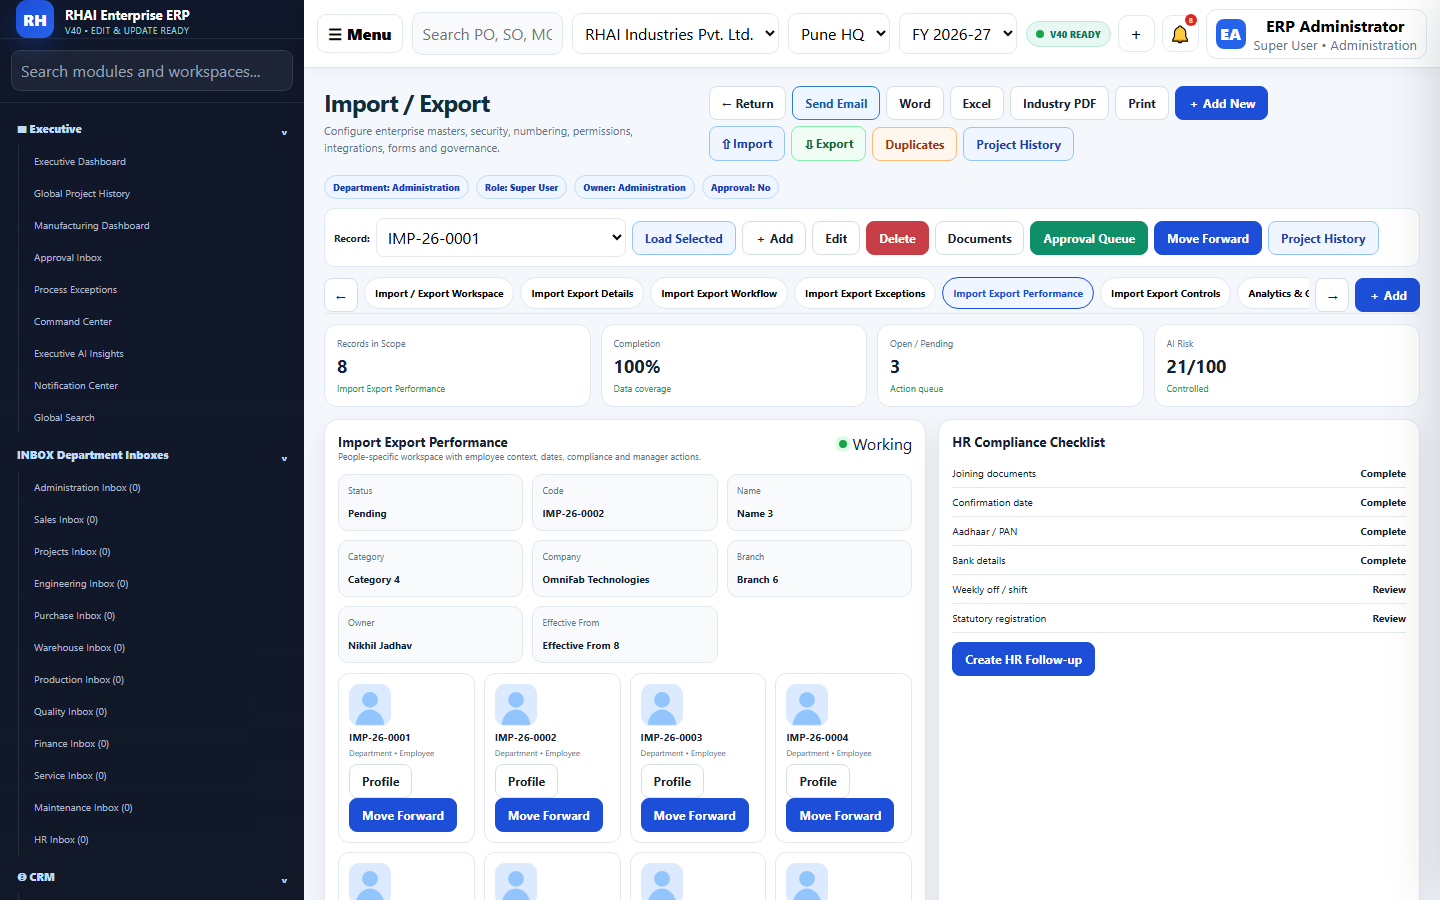 RH
RHAI Enterprise ERP
V40 • EDIT & UPDATE READY
Search modules and workspaces...
Executive
Executive Dashboard
Global Project History
Manufacturing Dashboard
Approval Inbox
Process Exceptions
Command Center
Executive AI Insights
Notification Center
Global Search
INBOX Department Inboxes
Administration Inbox (0)
Sales Inbox (0)
Projects Inbox (0)
Engineering Inbox (0)
Purchase Inbox (0)
Warehouse Inbox (0)
Production Inbox (0)
Quality Inbox (0)
Finance Inbox (0)
Service Inbox (0)
Maintenance Inbox (0)
HR Inbox (0)
CRM
☰ Menu
Search PO, SO, MO
RHAI Industries Pvt. Ltd.
Pune HQ
FY 2026-27
V40 READY
+
8
EA
ERP Administrator
Super User • Administration
Import / Export
Configure enterprise masters, security, numbering, permissions,
integrations, forms and governance.
← Return
Send Email
Word
Excel
Industry PDF
Print
+ Add New
⇧ Import
⇩ Export
Duplicates
Project History
Department: Administration
Role: Super User
Owner: Administration
Approval: No
Record:
IMP-26-0001
Load Selected
+ Add
Edit
Delete
Documents
Approval Queue
Move Forward
Project History
←
Import / Export Workspace
Import Export Details
Import Export Workflow
Import Export Exceptions
Import Export Performance
Import Export Controls
Analytics &
→
+ Add
Records in Scope
8
Import Export Performance
Completion
100%
Data coverage
Open / Pending
3
Action queue
AI Risk
21/100
Controlled
Import Export Performance
People-specific workspace with employee context, dates, compliance and manager actions.
Working
Status
Pending
Code
IMP-26-0002
Name
Name 3
Category
Category 4
Company
OmniFab Technologies
Branch
Branch 6
Owner
Nikhil Jadhav
Effective From
Effective From 8
IMP-26-0001
Department • Employee
Profile
Move Forward
IMP-26-0002
Department • Employee
Profile
Move Forward
IMP-26-0003
Department • Employee
Profile
Move Forward
IMP-26-0004
Department • Employee
Profile
Move Forward
HR Compliance Checklist
Joining documents Complete
Confirmation date Complete
Aadhaar / PAN Complete
Bank details Complete
Weekly off / shift Review
Statutory registration Review
Create HR Follow-up